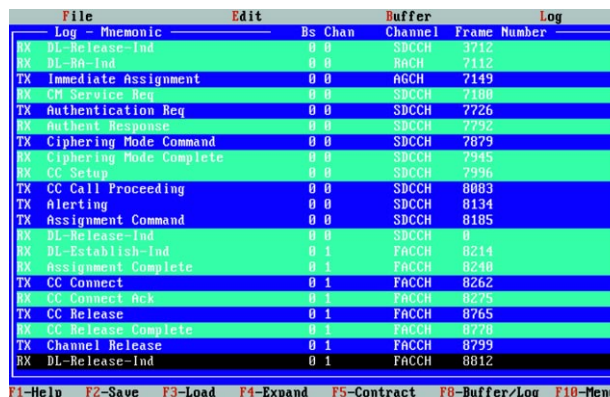 File Edit Buffer Log
Log - Mnemonic Bs Chan Channel Frame Number
RX DL-Release-Ind 0 0 SDCCH 3712
RX DL-RA-Ind 0 0 RACH 7112
TX Immediate Assignment 0 0 AGCH 7149
RX CM Service Req 0 0 SDCCH 7180
TX Authentication Req 0 0 SDCCH 7726
RX Authent Response 0 0 SDCCH 7792
TX Ciphering Mode Command 0 0 SDCCH 7879
RX Ciphering Mode Complete 0 0 SDCCH 7945
RX CC Setup 0 0 SDCCH 7996
TX CC Call Proceeding 0 0 SDCCH 8083
TX Alerting 0 0 SDCCH 8134
TX Assignment Command 0 0 SDCCH 8185
RX DL-Release-Ind 0 0 SDCCH 0
RX DL-Establish-Ind 0 1 FACCH 8214
RX Assignment Complete 0 1 FACCH 8240
TX CC Connect 0 1 FACCH 8262
RX CC Connect Ack 0 1 FACCH 8275
TX CC Release 0 1 FACCH 8765
RX CC Release Complete 0 1 FACCH 8778
TX Channel Release 0 1 FACCH 8799
RX DL-Release-Ind 0 1 FACCH 8812
F1-Help F2-Save F3-Load F4-Expand F5-Contract F8-Buffer/Log F10-Menu